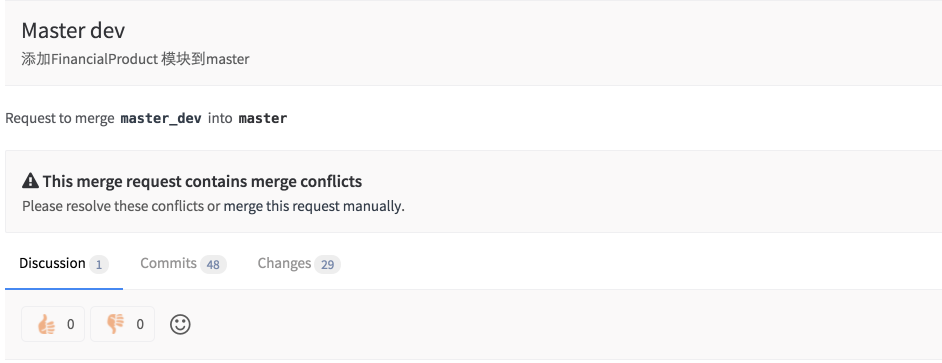 Master dev
添加FinancialProduct 模块到master
Request to merge master_dev into master
This merge request contains merge conflicts
Please resolve these conflicts or merge this request manually.
Discussion 1 Commits 48 Changes 29
0 0